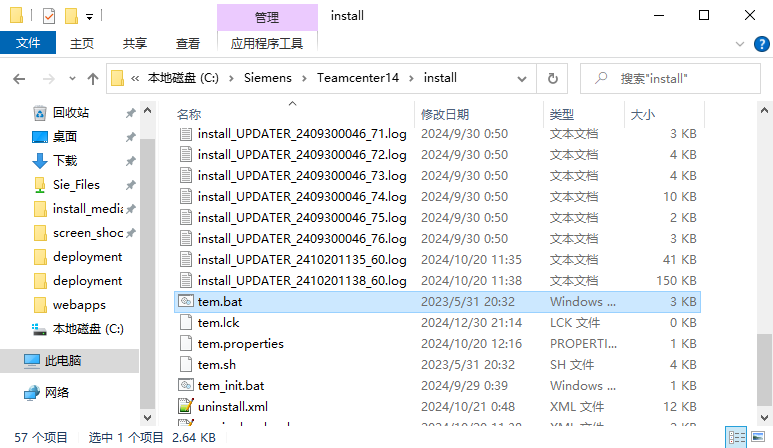 管理
install
文件
主页
共享
查看
应用程序工具
« 本地磁盘 (C:) > Siemens > Teamcenter14 > install
搜索"install"
回收站
桌面
下载
Sie_Files
install_media
screen_shoc
deployment
deployment
webapps
本地磁盘 (C:)
此电脑
网络
名称 修改日期 类型 大小
install_UPDATER_2409300046_71.log 2024/9/30 0:50 文本文档 3 KB
install_UPDATER_2409300046_72.log 2024/9/30 0:50 文本文档 4 KB
install_UPDATER_2409300046_73.log 2024/9/30 0:50 文本文档 4 KB
install_UPDATER_2409300046_74.log 2024/9/30 0:50 文本文档 10 KB
install_UPDATER_2409300046_75.log 2024/9/30 0:50 文本文档 2 KB
install_UPDATER_2409300046_76.log 2024/9/30 0:50 文本文档 3 KB
install_UPDATER_2410201135_60.log 2024/10/20 11:35 文本文档 41 KB
install_UPDATER_2410201138_60.log 2024/10/20 11:38 文本文档 150 KB
tem.bat 2023/5/31 20:32 Windows ... 3 KB
tem.lck 2024/12/30 21:14 LCK 文件 0 KB
tem.properties 2024/10/20 12:16 PROPERTI... 1 KB
tem.sh 2023/5/31 20:32 SH 文件 4 KB
tem_init.bat 2024/9/29 0:39 Windows ... 1 KB
uninstall.xml 2024/10/21 0:48 XML 文件 12 KB
57 个项目 选中 1 个项目 2.64 KB